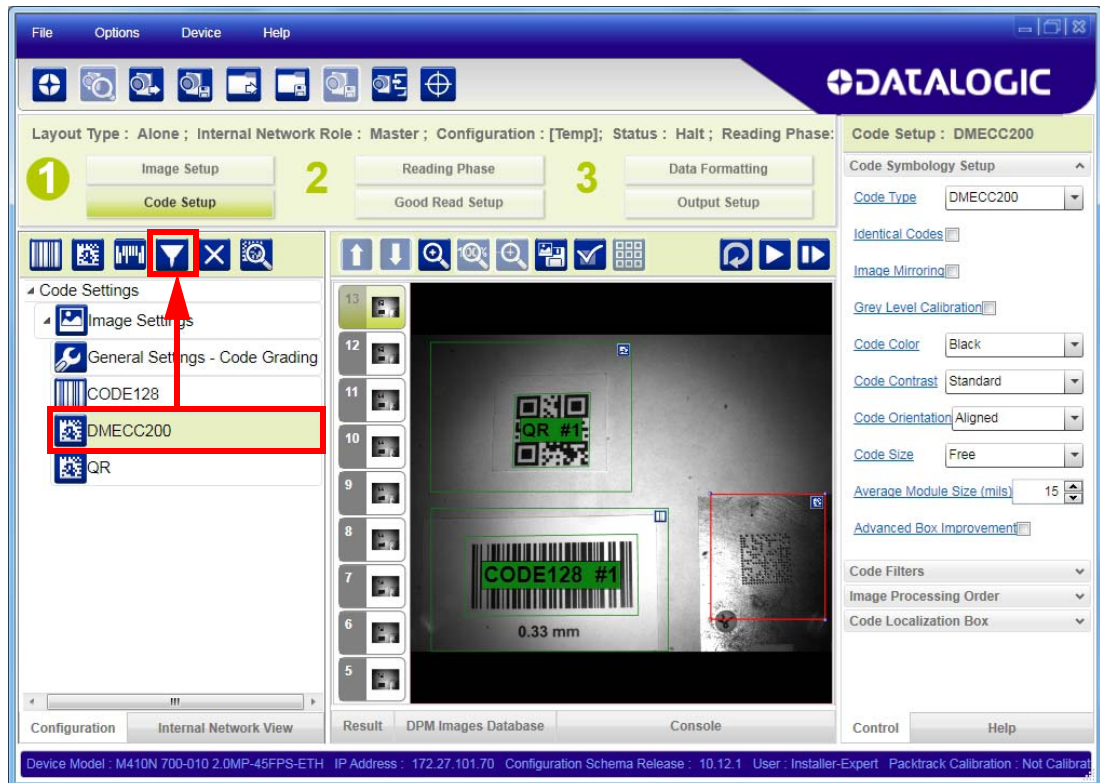 File Options Device Help
DATALOGIC
Layout Type : Alone ; Internal Network Role : Master ; Configuration : [Temp]; Status : Halt ; Reading Phase:
1 Image Setup 2 Reading Phase 3 Data Formatting
Code Setup Good Read Setup Output Setup
Code Setup : DMECC200
Code Symbology Setup
Code Type DMECC200
Identical Codes
Image Mirroring
Grey Level Calibration
Code Color Black
Code Contrast Standard
Code Orientation Aligned
Code Size Free
Average Module Size (mils) 15
Advanced Box Improvement
Code Filters
Image Processing Order
Code Localization Box
Control Help
100%
Code Settings
Image Settings
General Settings - Code Grading
CODE128
DMECC200
QR
Configuration Internal Network View
13
12
11
10
9
8
7
6
5
QR #1
CODE128 #1
0.33 mm
Result DPM Images Database Console
Device Model : M410N 700-010 2.0MP-45FPS-ETH IP Address : 172.27.101.70 Configuration Schema Release : 10.12.1 User : Installer-Expert Packtrack Calibration : Not Calibrat